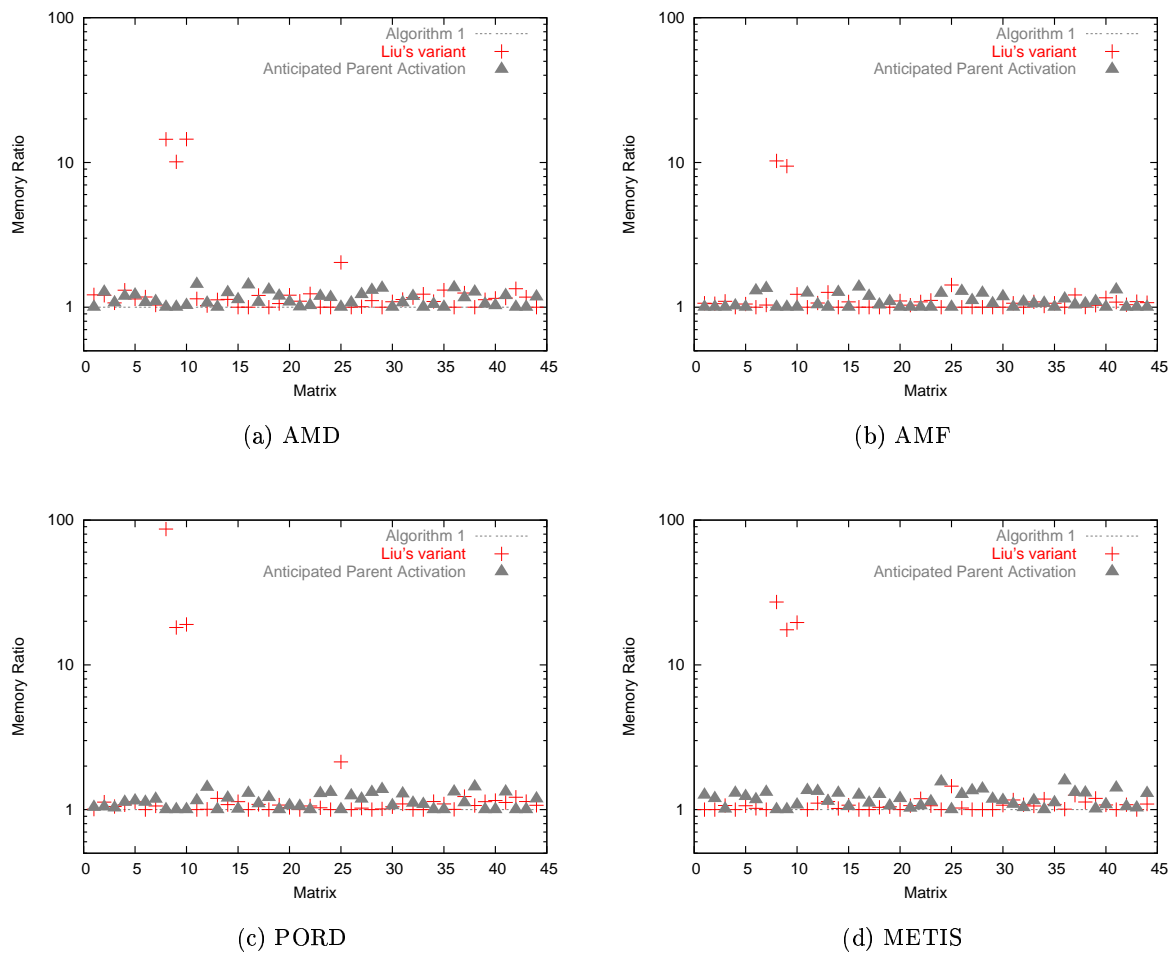 100
10
1
Memory Ratio
0 5 10 15 20 25 30 35 40 45
Matrix
Algorithm 1
Liu's variant
Anticipated Parent Activation
(a) AMD
100
10
1
Memory Ratio
0 5 10 15 20 25 30 35 40 45
Matrix
Algorithm 1
Liu's variant
Anticipated Parent Activation
(b) AMF
100
10
1
Memory Ratio
0 5 10 15 20 25 30 35 40 45
Matrix
Algorithm 1
Liu's variant
Anticipated Parent Activation
(c) PORD
100
10
1
Memory Ratio
0 5 10 15 20 25 30 35 40 45
Matrix
Algorithm 1
Liu's variant
Anticipated Parent Activation
(d) METIS